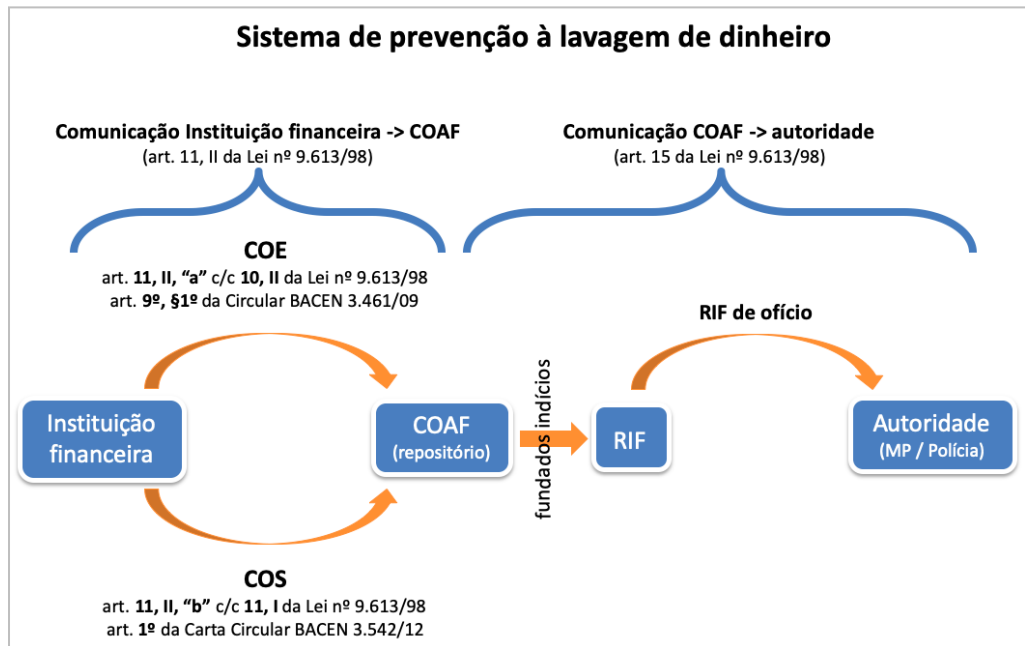 Sistema de prevenção à lavagem de dinheiro
Comunicação Instituição financeira -> COAF
(art. 11, II da Lei nº 9.613/98)
Comunicação COAF -> autoridade
(art. 15 da Lei nº 9.613/98)
COE
art. 11, II, “a” c/c 10, II da Lei nº 9.613/98
art. 9º, §1º da Circular BACEN 3.461/09
RIF de ofício
Instituição
financeira
COAF
(repositório)
fundados indícios
RIF
Autoridade
(MP / Polícia)
COS
art. 11, II, “b” c/c 11, I da Lei nº 9.613/98
art. 1º da Carta Circular BACEN 3.542/12